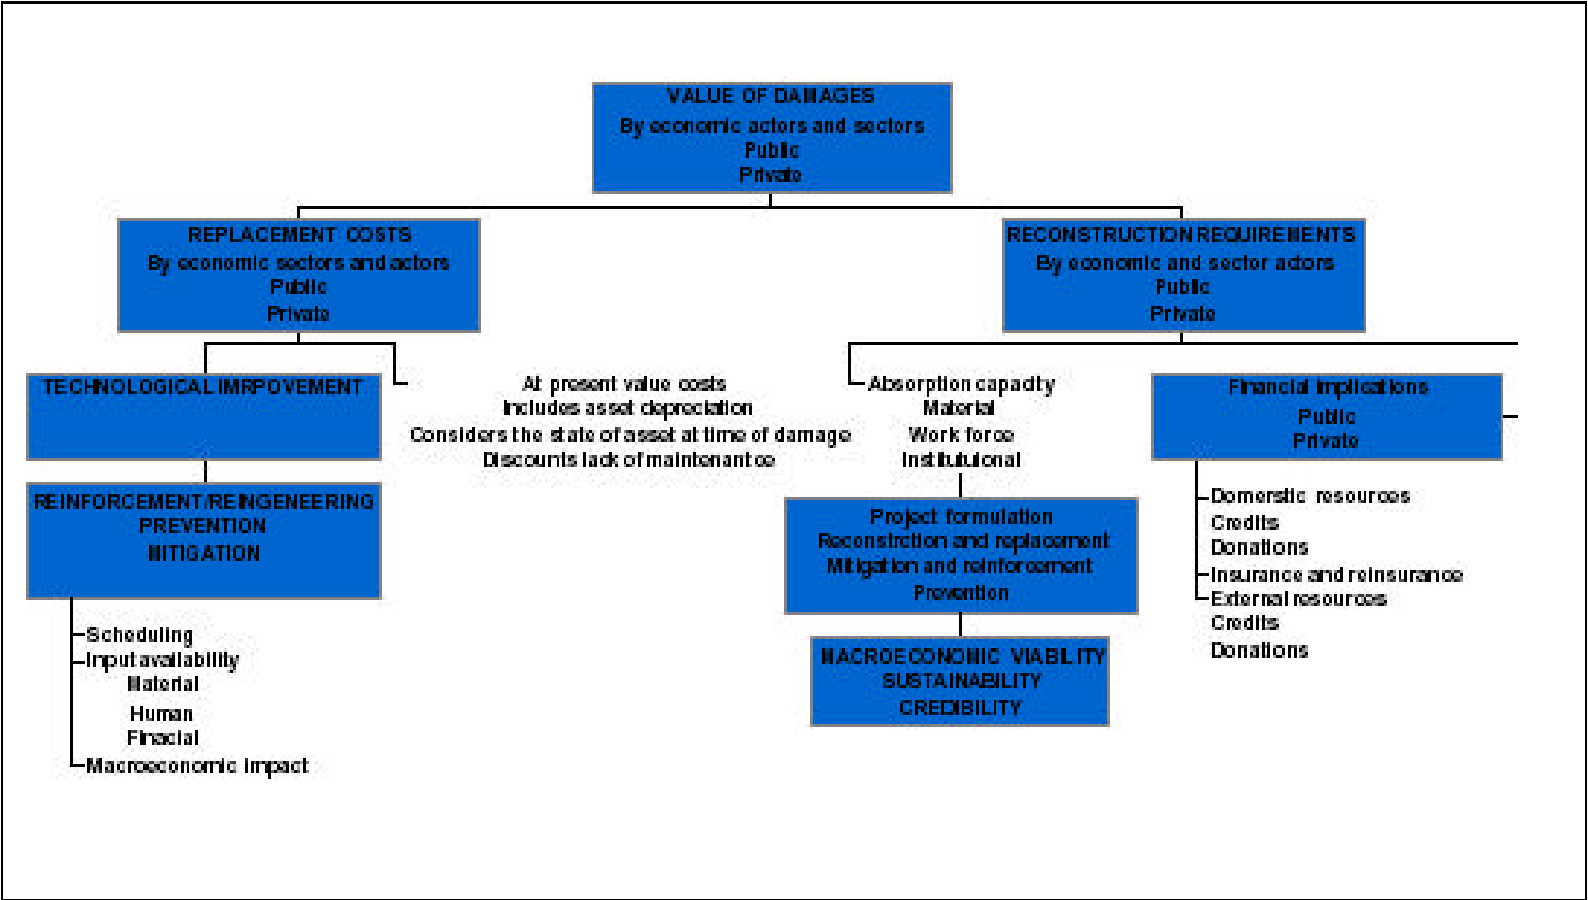 VALUE OF DAMAGES
By economic actors and sectors
Public
Private
REPLACEMENT COSTS
By economic sectors and actors
Public
Private
RECONSTRUCTION REQUIREMENTS
By economic and sector actors
Public
Private
TECHNOLOGICAL IMRPOVEMENT
REINFORCEMENT/REINGENEERING
PREVENTION
MITIGATION
Scheduling
Input availability
Material
Human
Finacial
Macroeconomic impact
At present value costs
Includes asset depreciation
Considers the state of asset at time of damage
Discounts lack of maintenantce
Absorption capacity
Material
Work force
Institutuional
Project formulation
Reconstrction and replacement
Mitigation and reinforcement
Prevention
MACROECONOMIC VIABLITY
SUSTAINABILITY
CREDIBILITY
Financial implications
Public
Private
Domerstic resources
Credits
Donations
Insurance and reinsurance
External resources
Credits
Donations